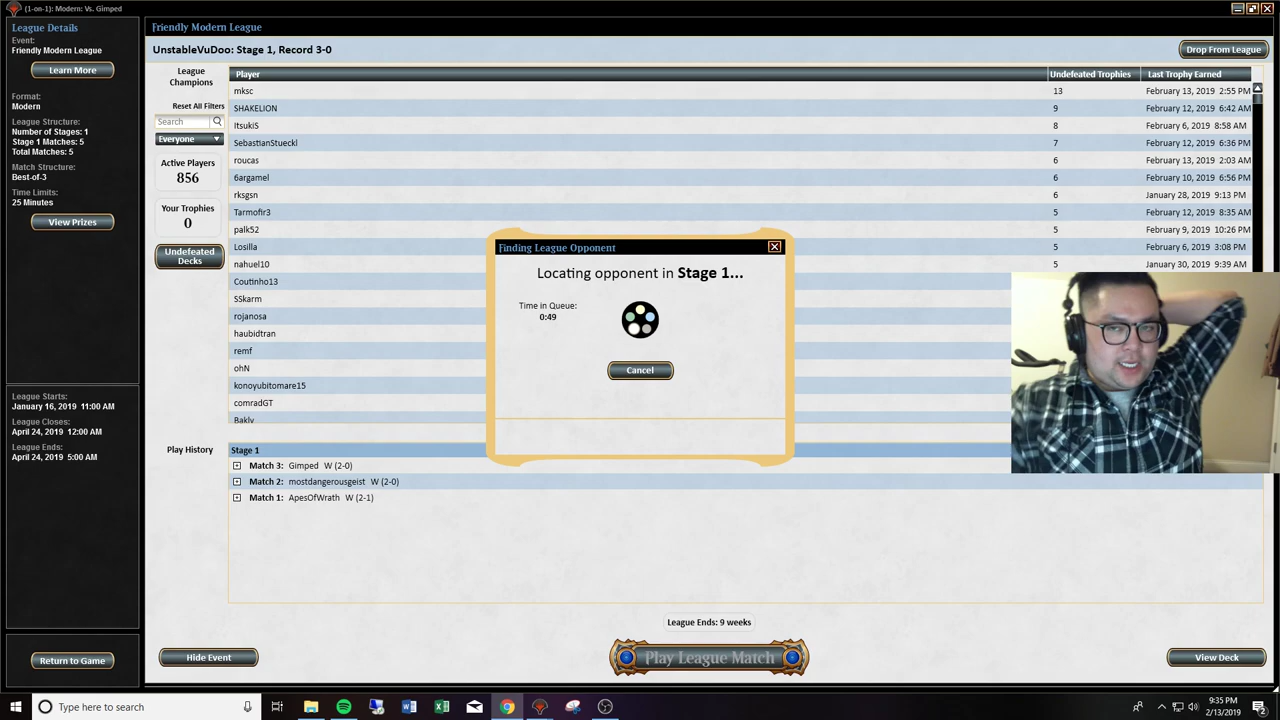 (1-on-1): Modern: Vs. Gimped
League Details
Event:
Friendly Modern League
Learn More
Format:
Modern
League Structure:
Number of Stages: 1
Stage 1 Matches: 5
Total Matches: 5
Match Structure:
Best-of-3
Time Limits:
25 Minutes
View Prizes
League Starts:
January 16, 2019 11:00 AM
League Closes:
April 24, 2019 12:00 AM
League Ends:
April 24, 2019 5:00 AM
Return to Game
Friendly Modern League
UnstableVuDoo: Stage 1, Record 3-0
Drop From League
League
Champions
Reset All Filters
Search
Everyone
Active Players
856
Your Trophies
0
Undefeated
Decks
Player Undefeated Trophies Last Trophy Earned
mksc 13 February 13, 2019 2:55 PM
SHAKELION 9 February 12, 2019 6:42 AM
ItsukiS 8 February 6, 2019 8:58 AM
SebastianStueckl 7 February 12, 2019 6:36 PM
roucas 6 February 13, 2019 2:03 AM
6argamel 6 February 10, 2019 6:56 PM
rksgsn 6 January 28, 2019 9:13 PM
Tarmofir3 5 February 12, 2019 8:35 AM
palk52 5 February 9, 2019 10:26 PM
Losilla 5 February 6, 2019 3:08 PM
nahuel10 5 January 30, 2019 9:39 AM
Coutinho13
SSkarm
rojanosa
haubidtran
remf
ohN
konoyubitomare15
comradGT
Bakly
Finding League Opponent
Locating opponent in Stage 1...
Time in Queue:
0:49
Cancel
Play History
Stage 1
Match 3: Gimped W (2-0)
Match 2: mostdangerousgeist W (2-0)
Match 1: ApesOfWrath W (2-1)
League Ends: 9 weeks
Hide Event
Play League Match
View Deck
Type here to search
9:35 PM
2/13/2019
2